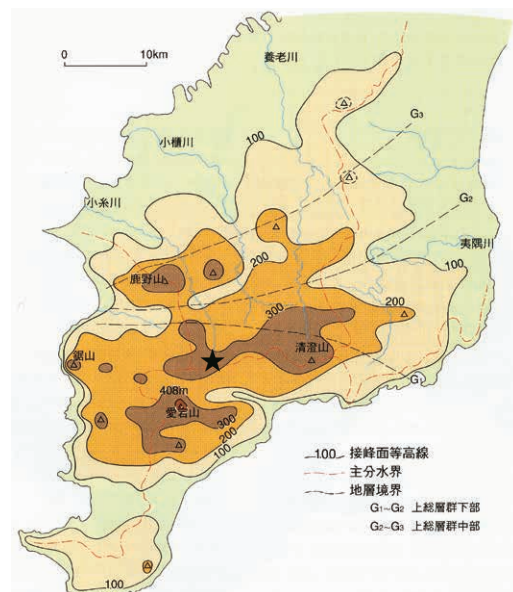 0 10km
養老川
100
G3
小櫃川
小糸川
G2
200
夷隅川
100
鹿野山
200
300
清澄山
鋸山
G1
408m
愛宕山
300
200
100
100 接峰面等高線
主分水界
地層境界
G1~G2 上総層群下部
G2~G3 上総層群中部
100